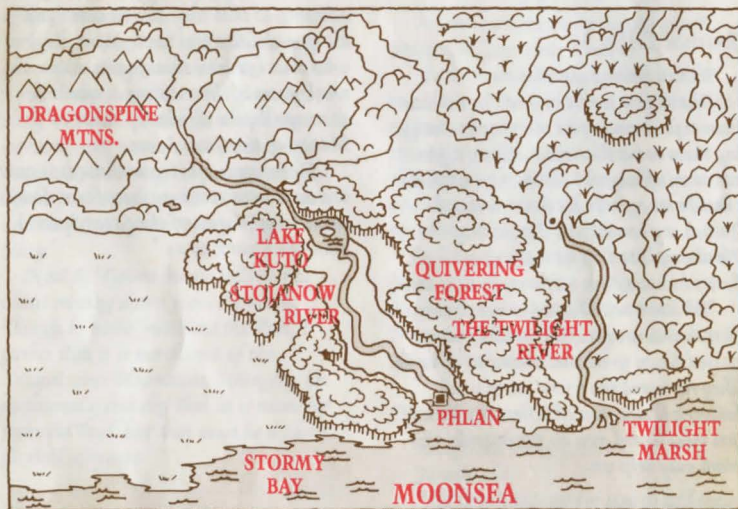 DRAGONSPINE
MTNS.
LAKE
KUTO
STOJANOW
RIVER
QUIVERING
FOREST
THE TWILIGHT
RIVER
PHLAN
TWILIGHT
MARSH
STORMY
BAY
MOONSEA